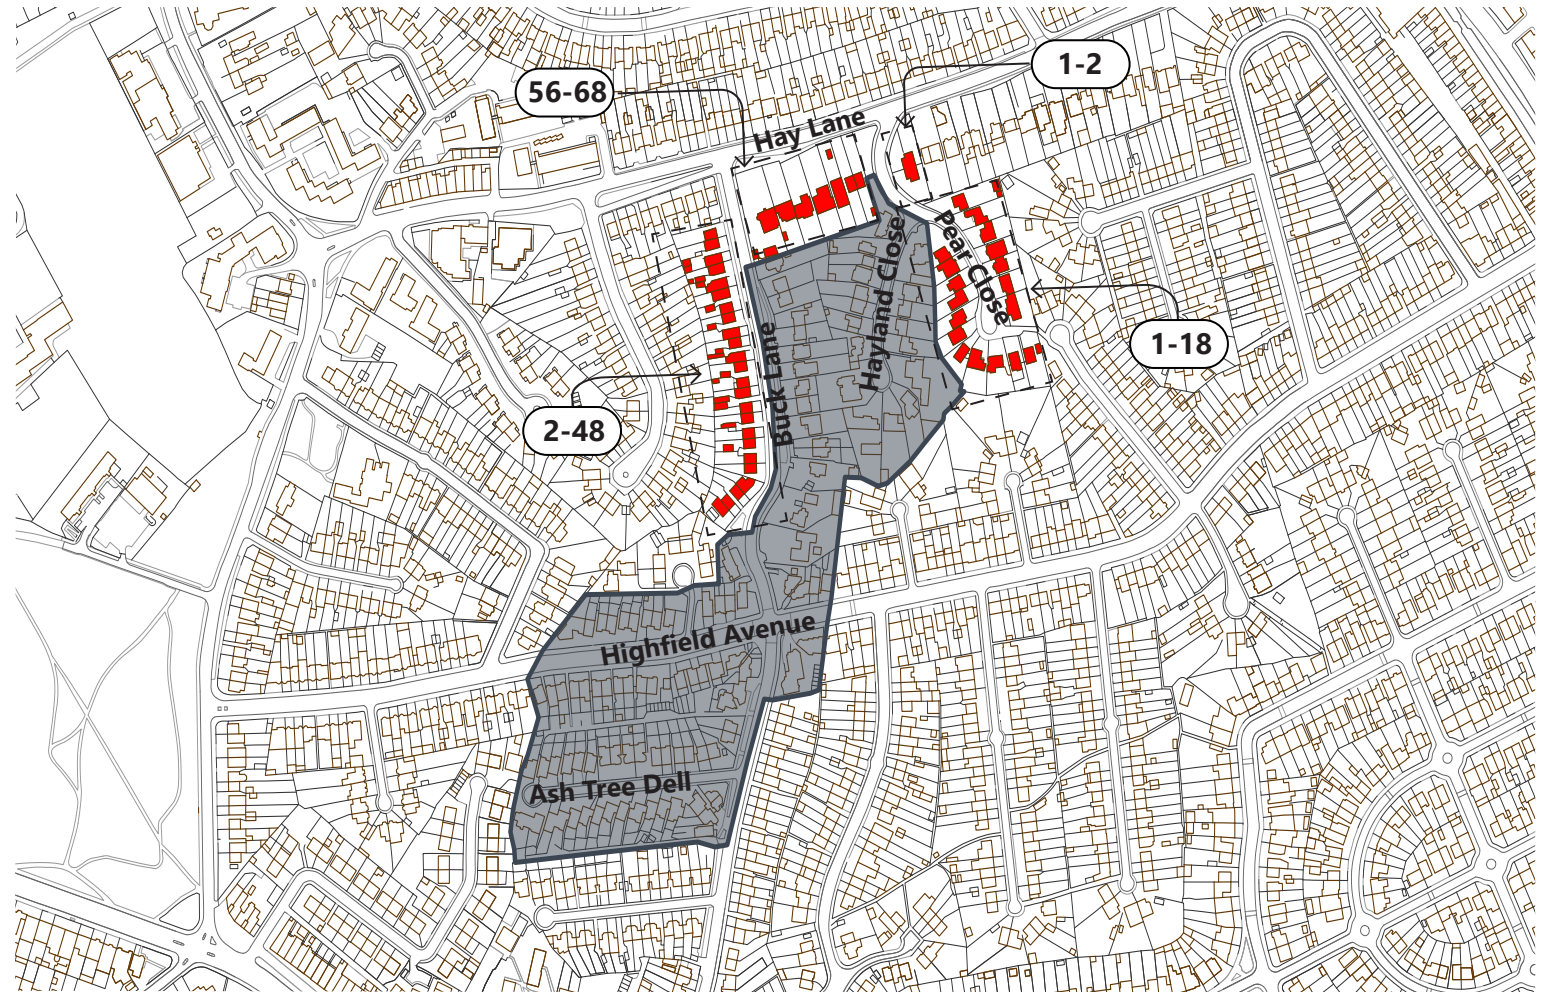 1-2
56-68
Hay Lane
Pear Close
Hayland Close
1-18
Buck Lane
2-48
Highfield Avenue
Ash Tree Dell